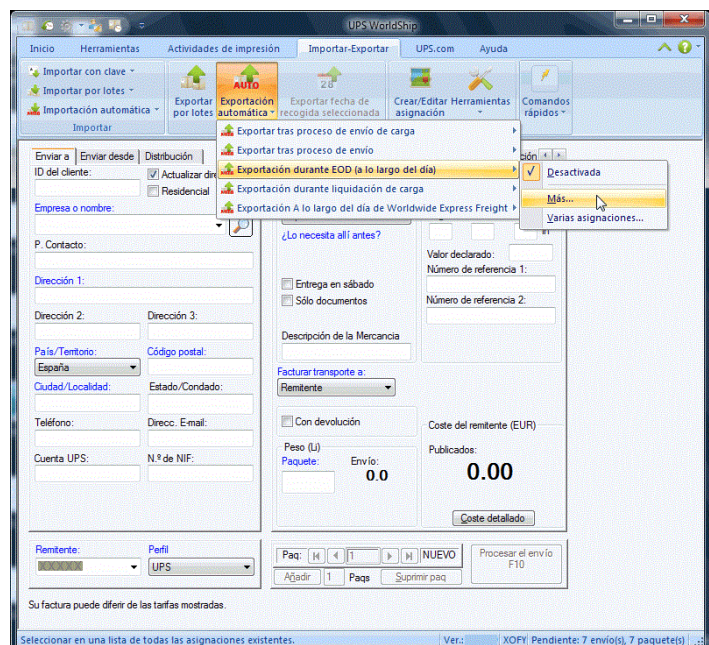 UPS WorldShip
Inicio Herramientas Actividades de impresión Importar-Exportar UPS.com Ayuda
Importar con clave
Importar por lotes
Importación automática
Importar
Exportar por lotes
AUTO
Exportación automática
28
Exportar fecha de recogida seleccionada
Crear/Editar asignación
Herramientas
Comandos rápidos
Exportar tras proceso de envío de carga
Exportar tras proceso de envío
Exportación durante EOD (a lo largo del día)
Exportación durante liquidación de carga
Exportación A lo largo del día de Worldwide Express Freight
Desactivada
Más...
Varias asignaciones...
Enviar a Enviar desde Distribución
ID del cliente:
Actualizar dire
Residencial
Empresa o nombre:
P. Contacto:
Dirección 1:
Dirección 2: Dirección 3:
País/Territorio: Código postal:
España
Ciudad/Localidad: Estado/Condado:
Teléfono: Direcc. E-mail:
Cuenta UPS: N.º de NIF:
ción
¿Lo necesita allí antes?
in
Valor declarado:
Número de referencia 1:
Entrega en sábado
Sólo documentos
Número de referencia 2:
Descripción de la Mercancia
Facturar transporte a:
Remitente
Con devolución
Peso (Li)
Paquete: Envío:
0.0
Coste del remitente (EUR)
Publicados:
0.00
Coste detallado
Remitente: Perfil
XXXXXX UPS
Paq: 1 NUEVO
Añadir 1 Paqs Suprimir paq
Procesar el envío
F10
Su factura puede diferir de las tarifas mostradas.
Seleccionar en una lista de todas las asignaciones existentes. Ver.: XOFY Pendiente: 7 envío(s), 7 paquete(s)